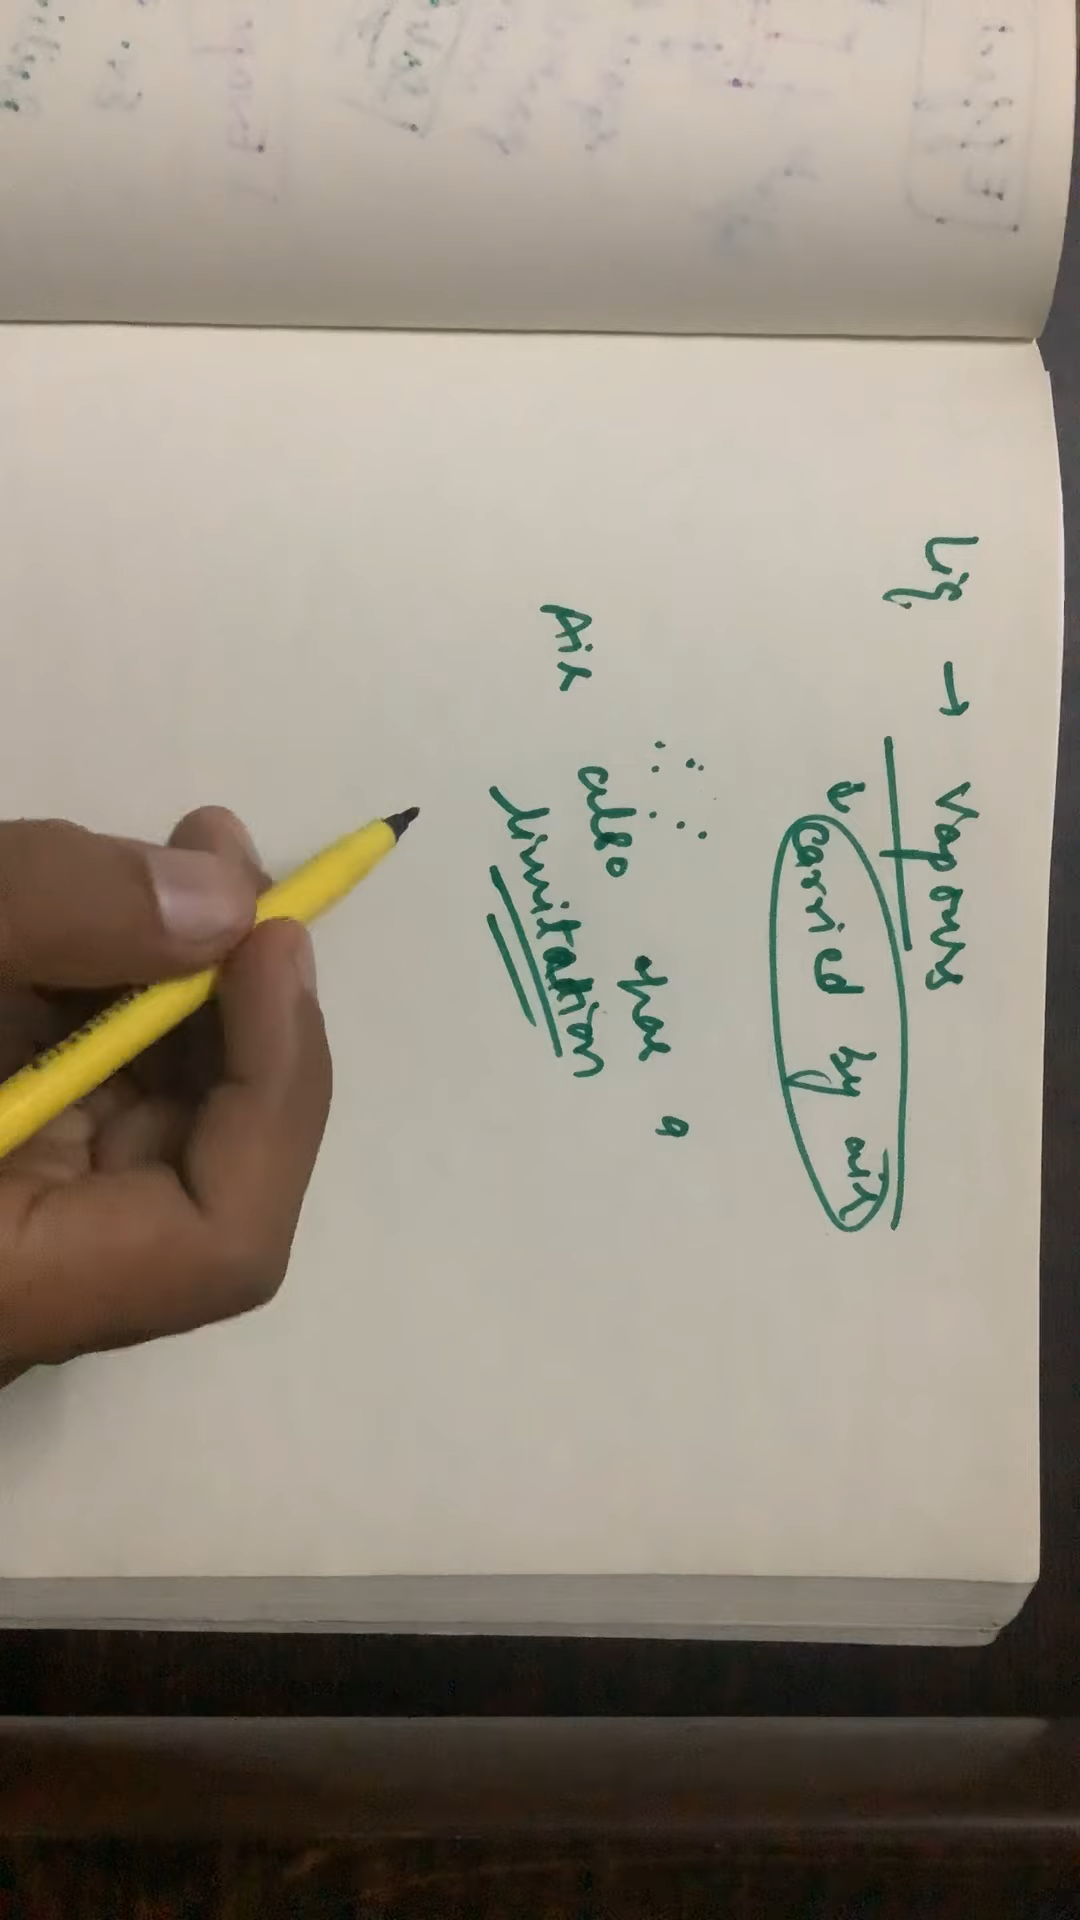 Liq → Vapours
↓ carried by air
∴ ∵
Air also has a
limitation